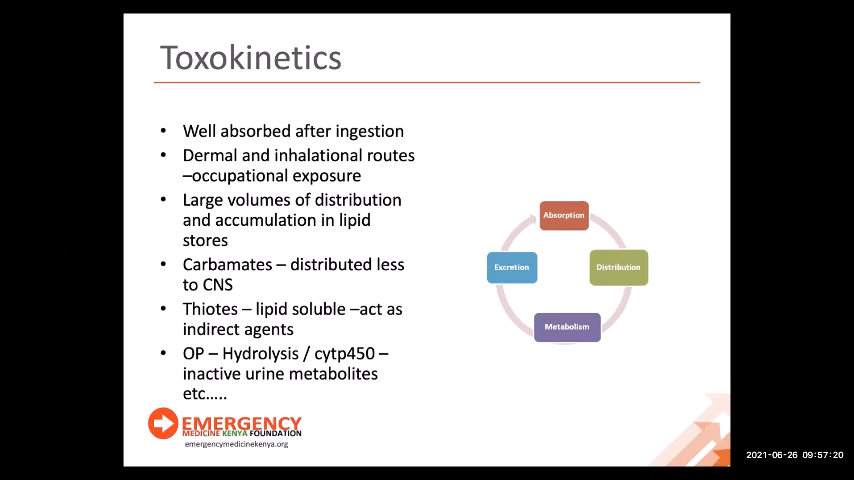 Toxokinetics
• Well absorbed after ingestion
• Dermal and inhalational routes
–occupational exposure
• Large volumes of distribution
and accumulation in lipid
stores
• Carbamates – distributed less
to CNS
• Thiotes – lipid soluble –act as
indirect agents
• OP – Hydrolysis / cytp450 –
inactive urine metabolites
etc…..
Absorption
Distribution
Metabolism
Excretion
EMERGENCY
MEDICINE KENYA FOUNDATION
emergencymedicinekenya.org
2021-06-26 09:57:20